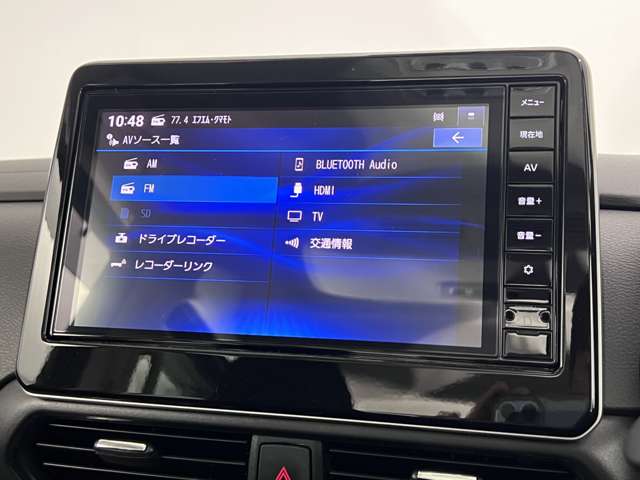 10:48 77.4 エフエム・クマモト
AVソース一覧
AM
FM
SD
ドライブレコーダー
レコーダーリンク
BLUETOOTH Audio
HDMI
TV
交通情報
メニュー
現在地
AV
音量+
音量-